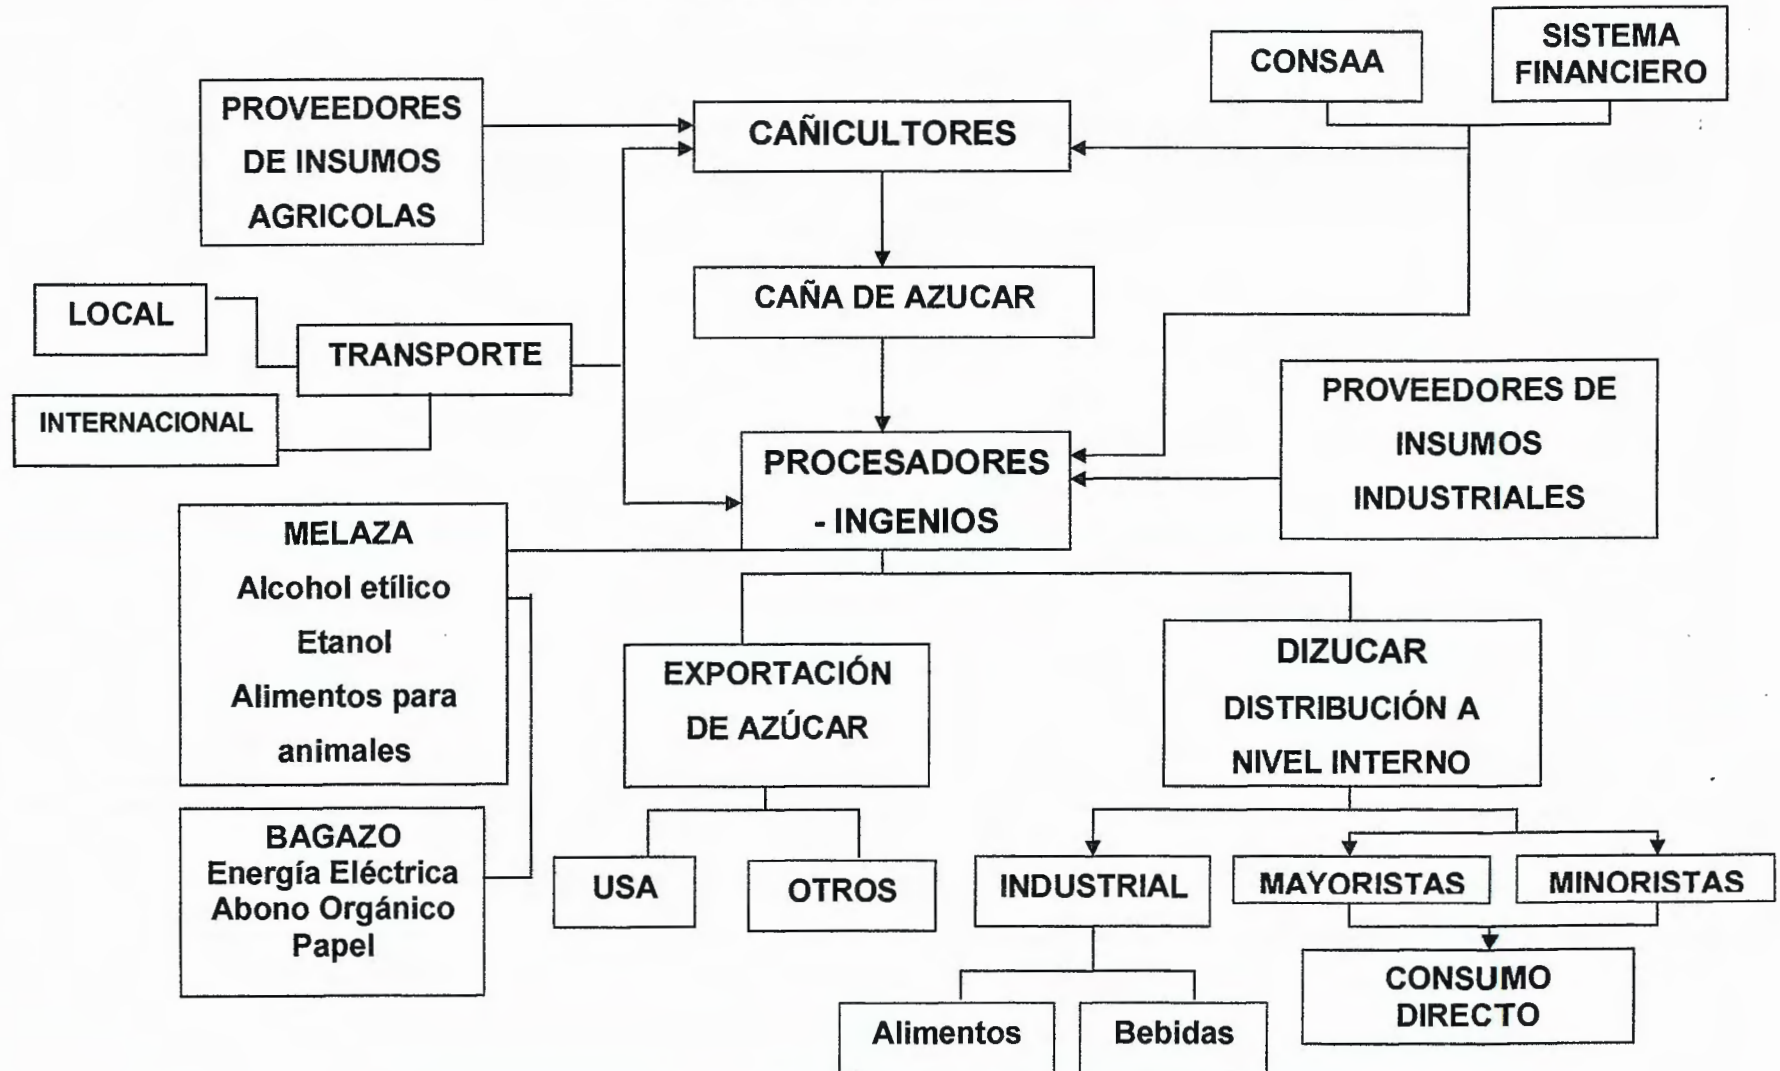 CONSAA
SISTEMA
FINANCIERO
PROVEEDORES
DE INSUMOS
AGRICOLAS
CAÑICULTORES
CAÑA DE AZUCAR
LOCAL
TRANSPORTE
INTERNACIONAL
PROVEEDORES DE
INSUMOS
INDUSTRIALES
PROCESADORES
- INGENIOS
MELAZA
Alcohol etílico
Etanol
Alimentos para
animales
EXPORTACIÓN
DE AZÚCAR
DIZUCAR
DISTRIBUCIÓN A
NIVEL INTERNO
BAGAZO
Energía Eléctrica
Abono Orgánico
Papel
USA
OTROS
INDUSTRIAL
MAYORISTAS
MINORISTAS
CONSUMO
DIRECTO
Alimentos
Bebidas